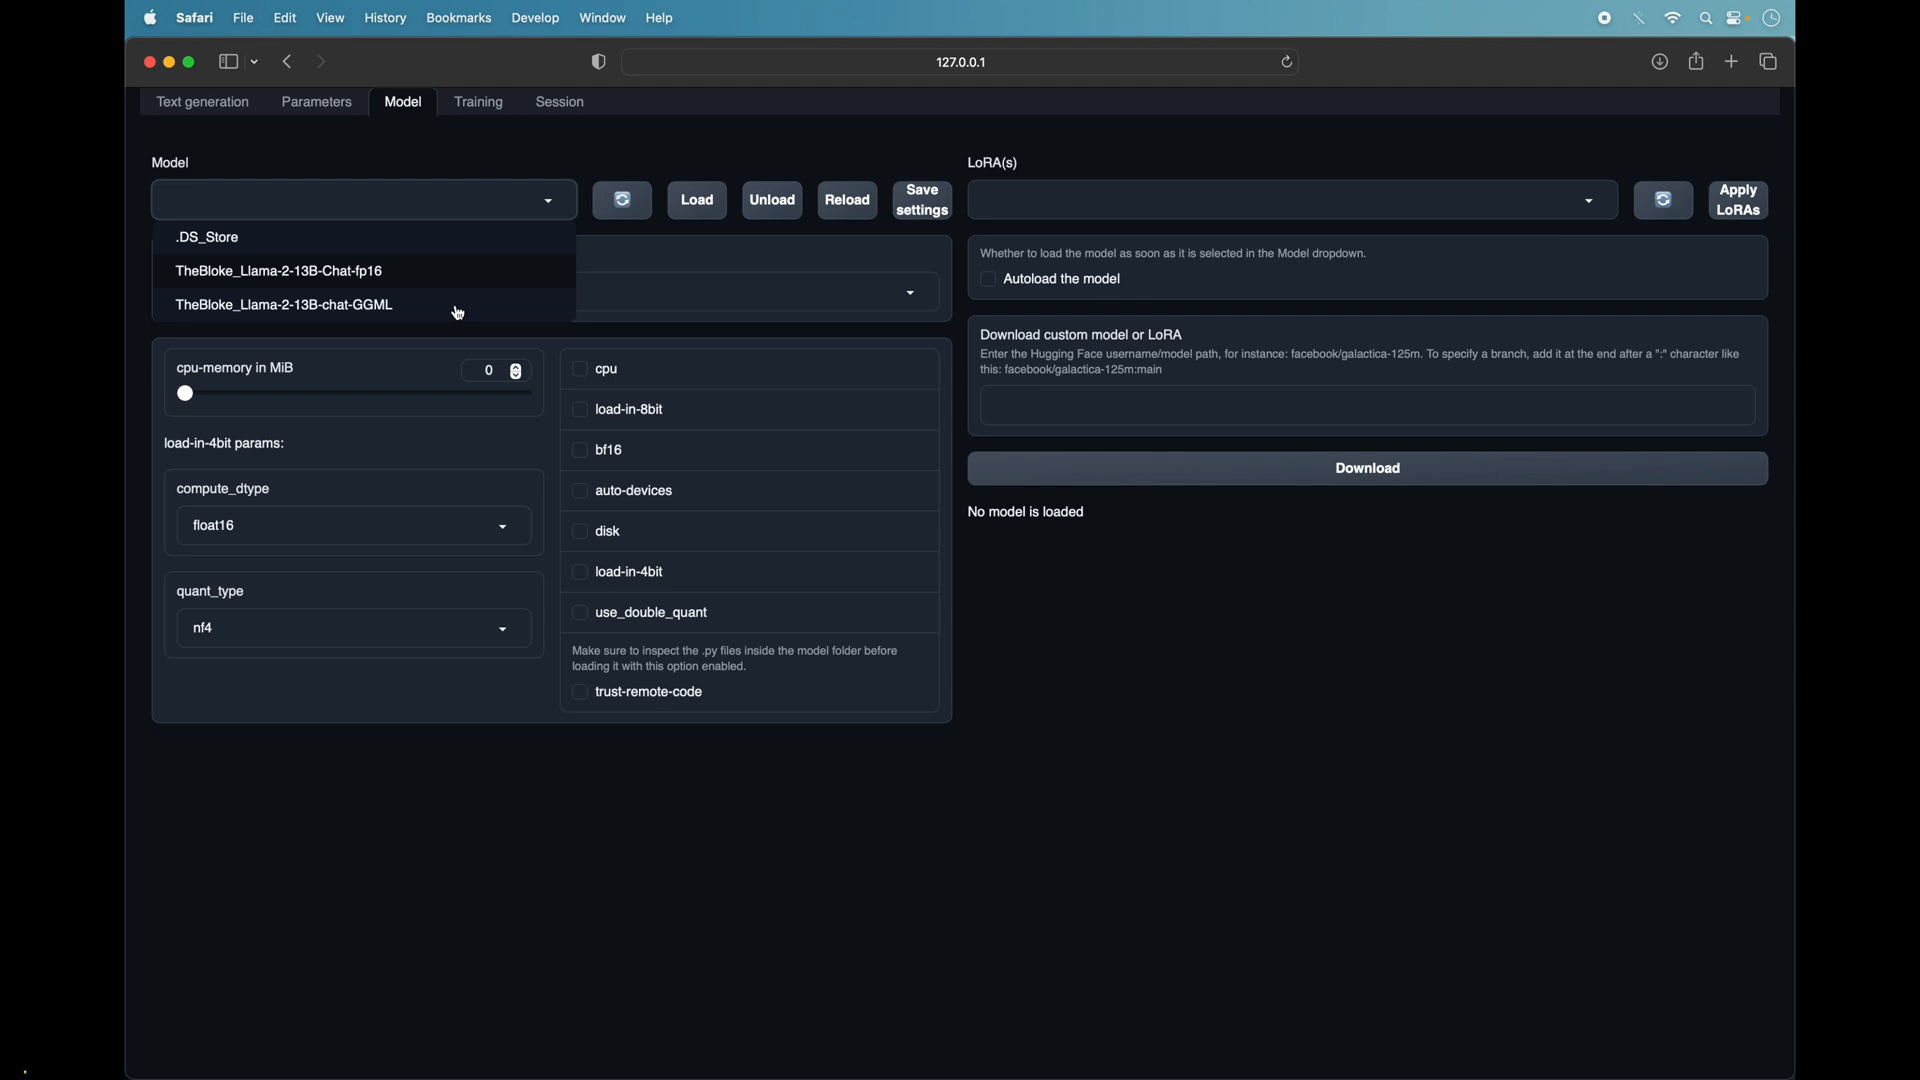 Safari File Edit View History Bookmarks Develop Window Help
127.0.0.1
Text generation Parameters Model Training Session
Model
Load Unload Reload Save settings
.DS_Store
TheBloke_Llama-2-13B-Chat-fp16
TheBloke_Llama-2-13B-chat-GGML
cpu-memory in MiB
0
load-in-4bit params:
compute_dtype
float16
quant_type
nf4
cpu
load-in-8bit
bf16
auto-devices
disk
load-in-4bit
use_double_quant
Make sure to inspect the .py files inside the model folder before
loading it with this option enabled.
trust-remote-code
LoRA(s)
Apply
LoRAs
Whether to load the model as soon as it is selected in the Model dropdown.
Autoload the model
Download custom model or LoRA
Enter the Hugging Face username/model path, for instance: facebook/galactica-125m. To specify a branch, add it at the end after a ":" character like
this: facebook/galactica-125m:main
Download
No model is loaded